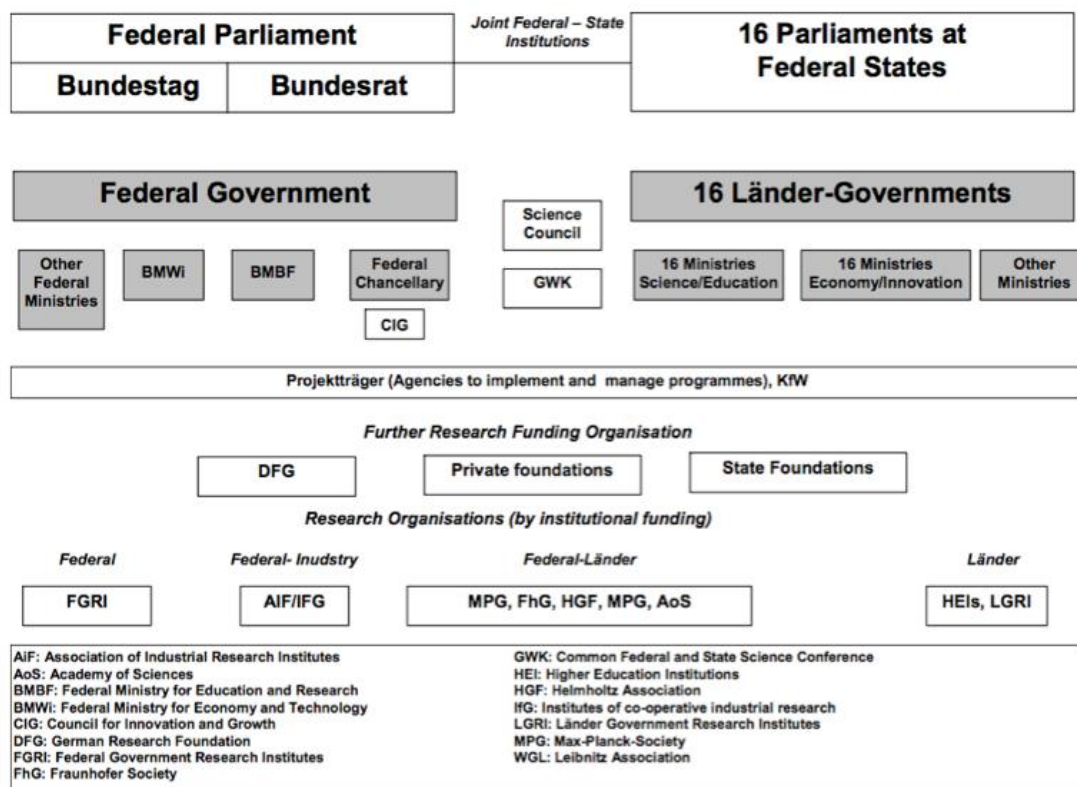 Federal Parliament
Bundestag
Bundesrat
Joint Federal – State
Institutions
16 Parliaments at
Federal States
Federal Government
Science
Council
16 Länder-Governments
Other
Federal
Ministries
BMWi
BMBF
Federal
Chancellary
CIG
GWK
16 Ministries
Science/Education
16 Ministries
Economy/Innovation
Other
Ministries
Projektträger (Agencies to implement and manage programmes), KfW
Further Research Funding Organisation
DFG
Private foundations
State Foundations
Research Organisations (by institutional funding)
Federal
Federal- Inudstry
Federal-Länder
Länder
FGRI
AIF/IFG
MPG, FhG, HGF, MPG, AoS
HEIs, LGRI
AiF: Association of Industrial Research Institutes
AoS: Academy of Sciences
BMBF: Federal Ministry for Education and Research
BMWi: Federal Ministry for Economy and Technology
CIG: Council for Innovation and Growth
DFG: German Research Foundation
FGRI: Federal Government Research Institutes
FhG: Fraunhofer Society
GWK: Common Federal and State Science Conference
HEI: Higher Education Institutions
HGF: Helmholtz Association
IfG: Institutes of co-operative industrial research
LGRI: Länder Government Research Institutes
MPG: Max-Planck-Society
WGL: Leibnitz Association